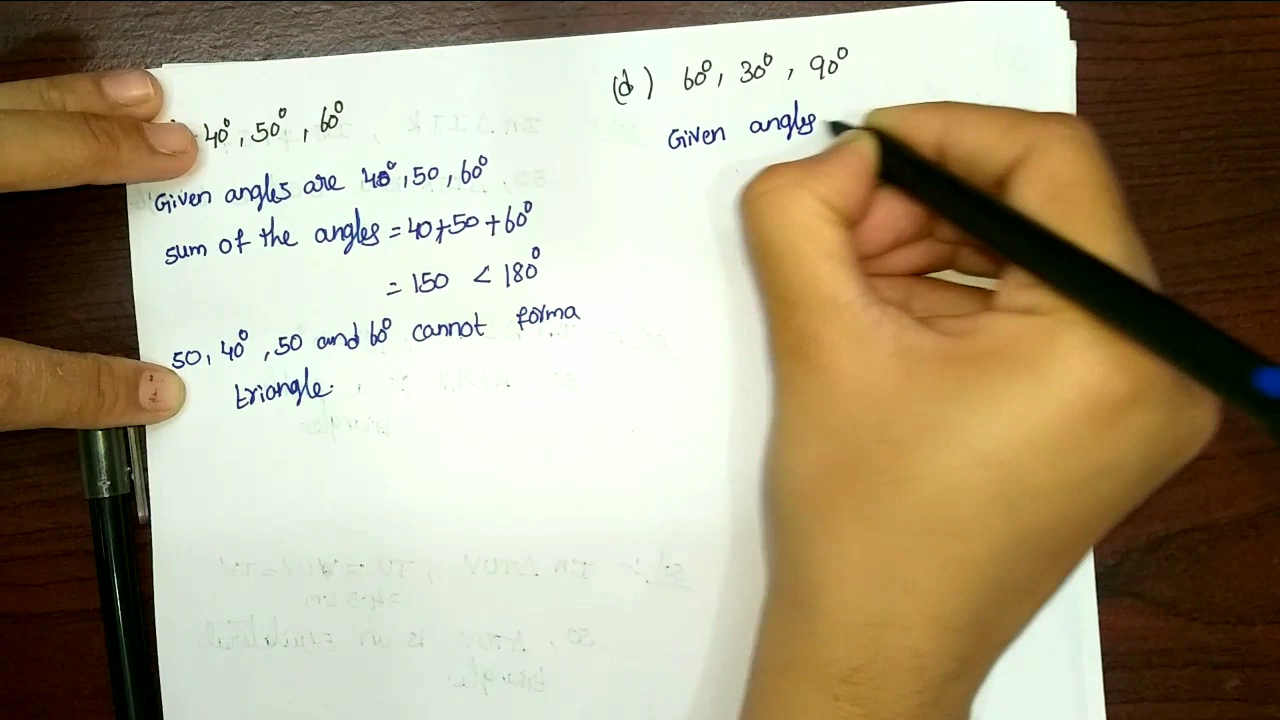 40°, 50°, 60°
Given angles are 40°, 50, 60°
sum of the angles = 40+50+60°
= 150 < 180°
50, 40°, 50 and 60° cannot forma
triangle.
(d) 60°, 30°, 90°
Given angles